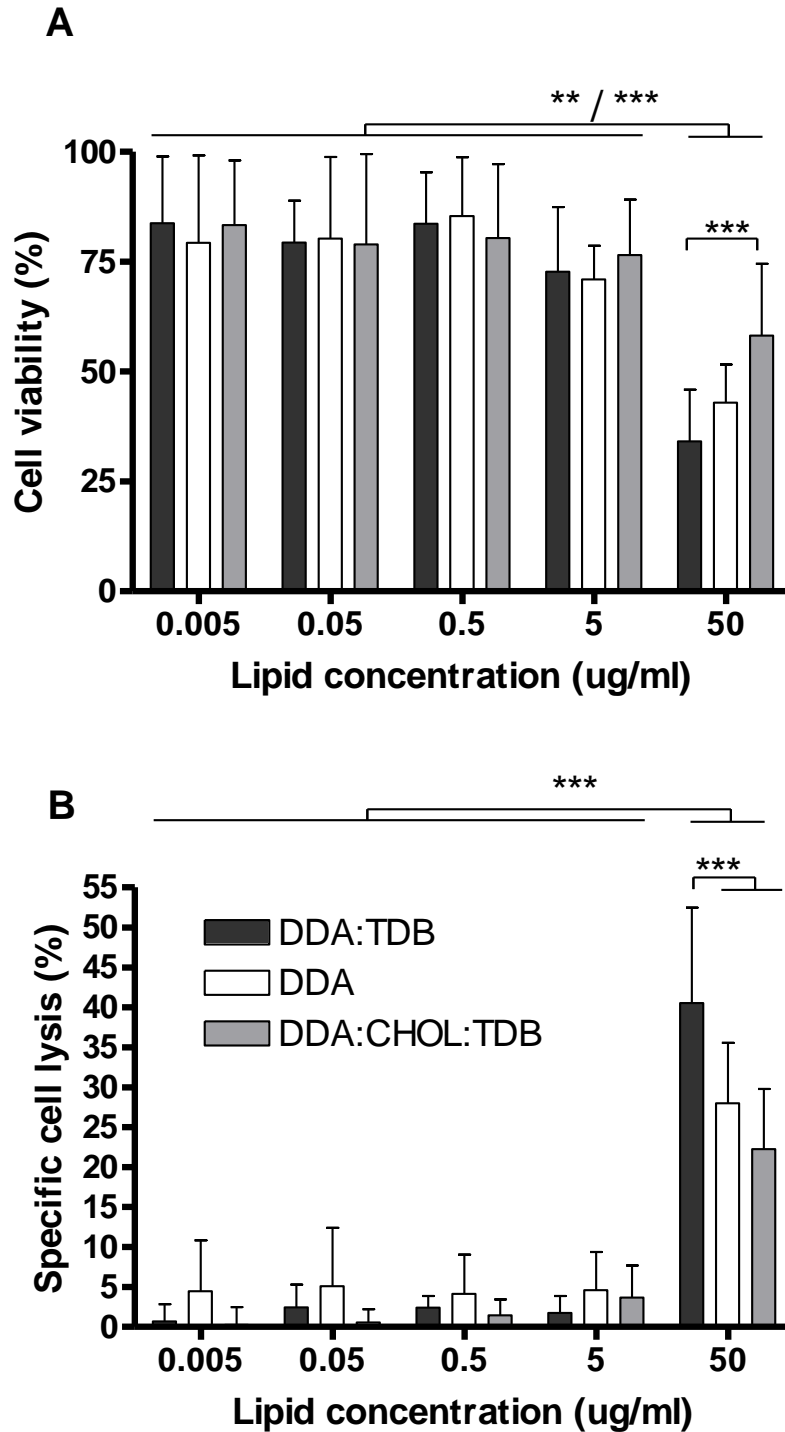 A
** / ***
100
***
75
50
25
0
Cell viability (%)
0.005 0.05 0.5 5 50
Lipid concentration (ug/ml)
B
***
***
55
50
45
40
35
30
25
20
15
10
5
0
Specific cell lysis (%)
DDA:TDB
DDA
DDA:CHOL:TDB
0.005 0.05 0.5 5 50
Lipid concentration (ug/ml)